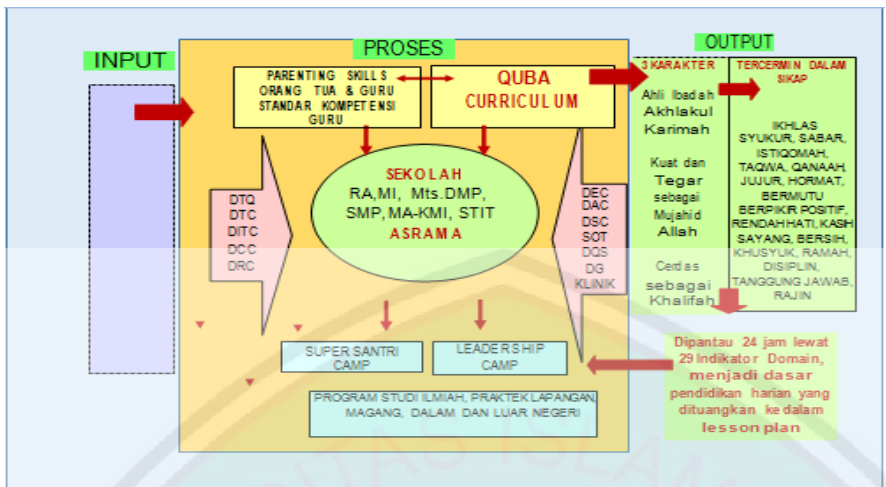 INPUT
PROSES
OUTPUT
PARENTING SKILLS
ORANG TUA & GURU
STANDAR KOMPETENSI
GURU
QUBA
CURRICULUM
SEKOLAH
RA,MI, Mts.DMP,
SMP,MA-KMI, STIT
ASRAMA
DTQ
DTC
DITC
DCC
DRC
DEC
DAC
DSC
SOT
DQS
DG
KLINIK
SUPER SANTRI
CAMP
LEADERSHIP
CAMP
PROGRAM STUDI ILMIAH, PRAKTEK LAPANGAN,
MAGANG, DALAM DAN LUAR NEGERI
3 KARAKTER
Ahli Ibadah
Akhlakul
Karimah
Kuat dan
Tegar
sebagai
Mujahid
Allah
Cerdas
sebagai
Khalifah
TERCERMIN DALAM
SIKAP
IKHLAS
SYUKUR, SABAR,
ISTIQOMAH,
TAQWA, QANAAH,
JUJUR, HORMAT,
BERMUTU
BERPIKIR POSITIF,
RENDAH HATI, KASH
SAYANG, BERSIH,
KHUSYUK, RAMAH,
DISIPLIN,
TANGGUNG JAWAB,
RAJIN
Dipantau 24 jam lewat
29 Indikator Domain,
menjadi dasar
pendidikan harian yang
dituangkan ke dalam
lesson plan